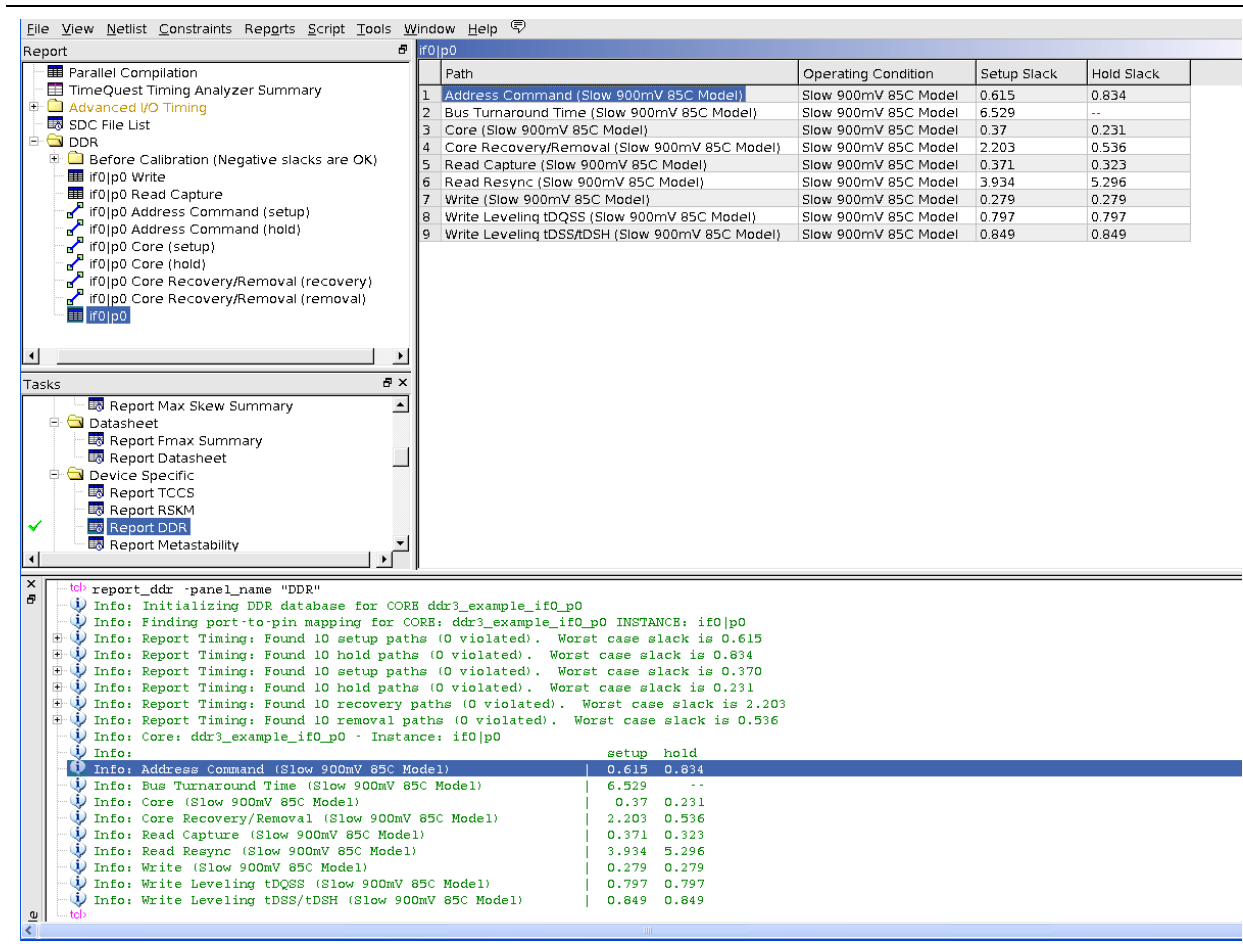 File View Netlist Constraints Reports Script Tools Window Help
Report
Parallel Compilation
TimeQuest Timing Analyzer Summary
Advanced I/O Timing
SDC File List
DDR
Before Calibration (Negative slacks are OK)
if0|p0 Write
if0|p0 Read Capture
if0|p0 Address Command (setup)
if0|p0 Address Command (hold)
if0|p0 Core (setup)
if0|p0 Core (hold)
if0|p0 Core Recovery/Removal (recovery)
if0|p0 Core Recovery/Removal (removal)
if0|p0
if0|p0
Path Operating Condition Setup Slack Hold Slack
1 Address Command (Slow 900mV 85C Model) Slow 900mV 85C Model 0.615 0.834
2 Bus Turnaround Time (Slow 900mV 85C Model) Slow 900mV 85C Model 6.529 --
3 Core (Slow 900mV 85C Model) Slow 900mV 85C Model 0.37 0.231
4 Core Recovery/Removal (Slow 900mV 85C Model) Slow 900mV 85C Model 2.203 0.536
5 Read Capture (Slow 900mV 85C Model) Slow 900mV 85C Model 0.371 0.323
6 Read Resync (Slow 900mV 85C Model) Slow 900mV 85C Model 3.934 5.296
7 Write (Slow 900mV 85C Model) Slow 900mV 85C Model 0.279 0.279
8 Write Leveling tDQSS (Slow 900mV 85C Model) Slow 900mV 85C Model 0.797 0.797
9 Write Leveling tDSS/tDSH (Slow 900mV 85C Model) Slow 900mV 85C Model 0.849 0.849
Tasks
Report Max Skew Summary
Datasheet
Report Fmax Summary
Report Datasheet
Device Specific
Report TCCS
Report RSKM
Report DDR
Report Metastability
tcl> report_ddr -panel_name "DDR"
Info: Initializing DDR database for CORE ddr3_example_if0_p0
Info: Finding port-to-pin mapping for CORE: ddr3_example_if0_p0 INSTANCE: if0|p0
Info: Report Timing: Found 10 setup paths (0 violated). Worst case slack is 0.615
Info: Report Timing: Found 10 hold paths (0 violated). Worst case slack is 0.834
Info: Report Timing: Found 10 setup paths (0 violated). Worst case slack is 0.370
Info: Report Timing: Found 10 hold paths (0 violated). Worst case slack is 0.231
Info: Report Timing: Found 10 recovery paths (0 violated). Worst case slack is 2.203
Info: Report Timing: Found 10 removal paths (0 violated). Worst case slack is 0.536
Info: Core: ddr3_example_if0_p0 - Instance: if0|p0
Info: setup hold
Info: Address Command (Slow 900mV 85C Model) | 0.615 0.834
Info: Bus Turnaround Time (Slow 900mV 85C Model) | 6.529 --
Info: Core (Slow 900mV 85C Model) | 0.37 0.231
Info: Core Recovery/Removal (Slow 900mV 85C Model) | 2.203 0.536
Info: Read Capture (Slow 900mV 85C Model) | 0.371 0.323
Info: Read Resync (Slow 900mV 85C Model) | 3.934 5.296
Info: Write (Slow 900mV 85C Model) | 0.279 0.279
Info: Write Leveling tDQSS (Slow 900mV 85C Model) | 0.797 0.797
Info: Write Leveling tDSS/tDSH (Slow 900mV 85C Model) | 0.849 0.849
tcl>